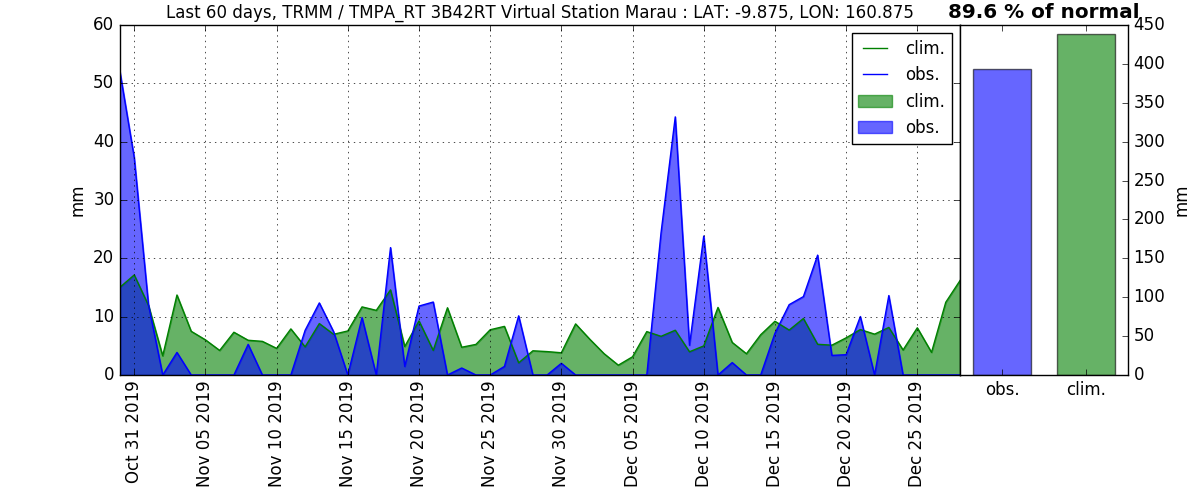 Last 60 days, TRMM / TMPA_RT 3B42RT Virtual Station Marau : LAT: -9.875, LON: 160.875
89.6 % of normal
60
50
40
30
20
10
0
mm
clim.
obs.
clim.
obs.
450
400
350
300
250
200
150
100
50
0
mm
Oct 31 2019
Nov 05 2019
Nov 10 2019
Nov 15 2019
Nov 20 2019
Nov 25 2019
Nov 30 2019
Dec 05 2019
Dec 10 2019
Dec 15 2019
Dec 20 2019
Dec 25 2019
obs.
clim.